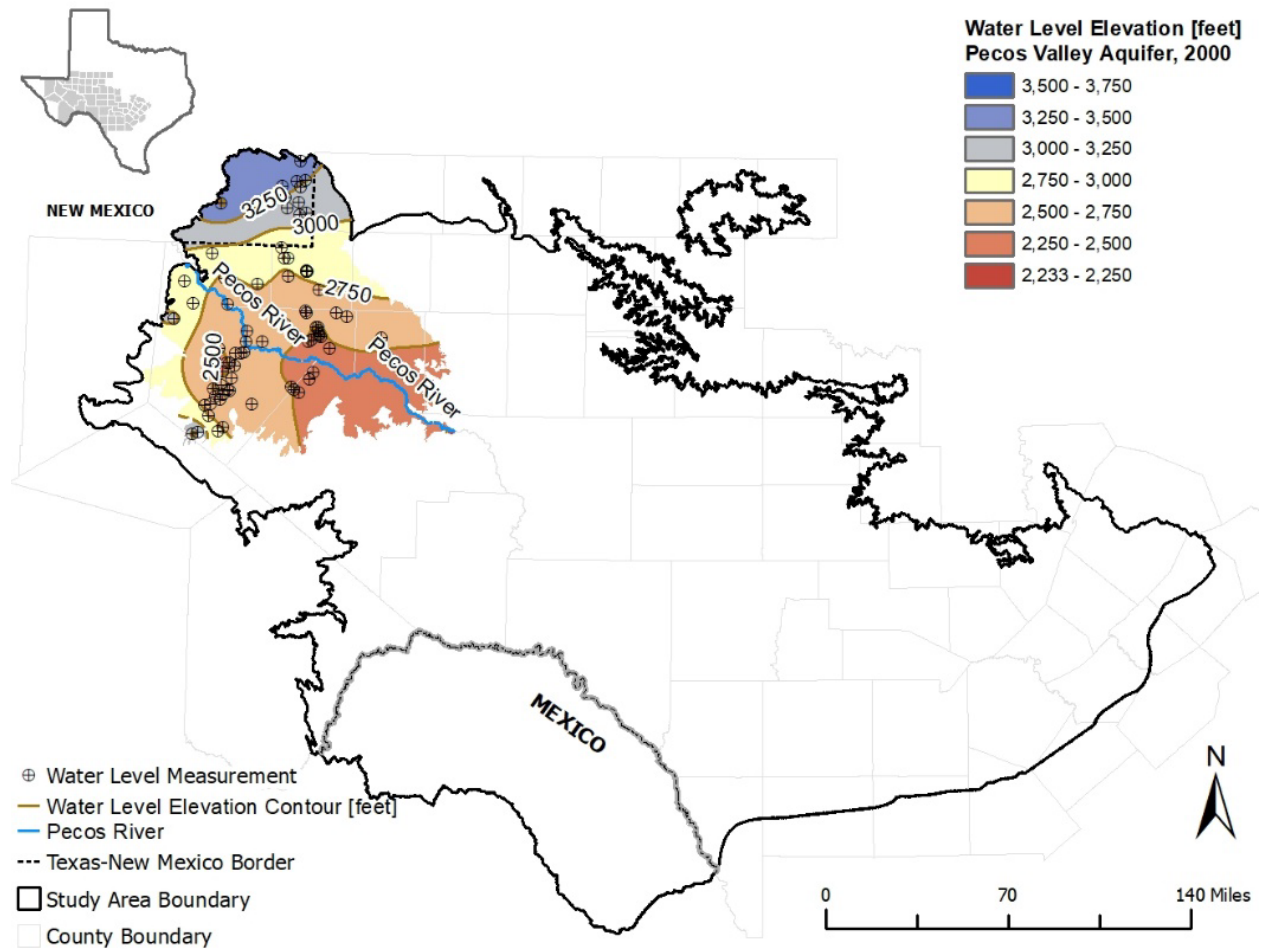 Water Level Elevation [feet]
Pecos Valley Aquifer, 2000
3,500 - 3,750
3,250 - 3,500
3,000 - 3,250
2,750 - 3,000
2,500 - 2,750
2,250 - 2,500
2,233 - 2,250
NEW MEXICO
3250
3000
2750
2500
Pecos River
Pecos River
MEXICO
Water Level Measurement
Water Level Elevation Contour [feet]
Pecos River
Texas-New Mexico Border
Study Area Boundary
County Boundary
N
0 70 140 Miles